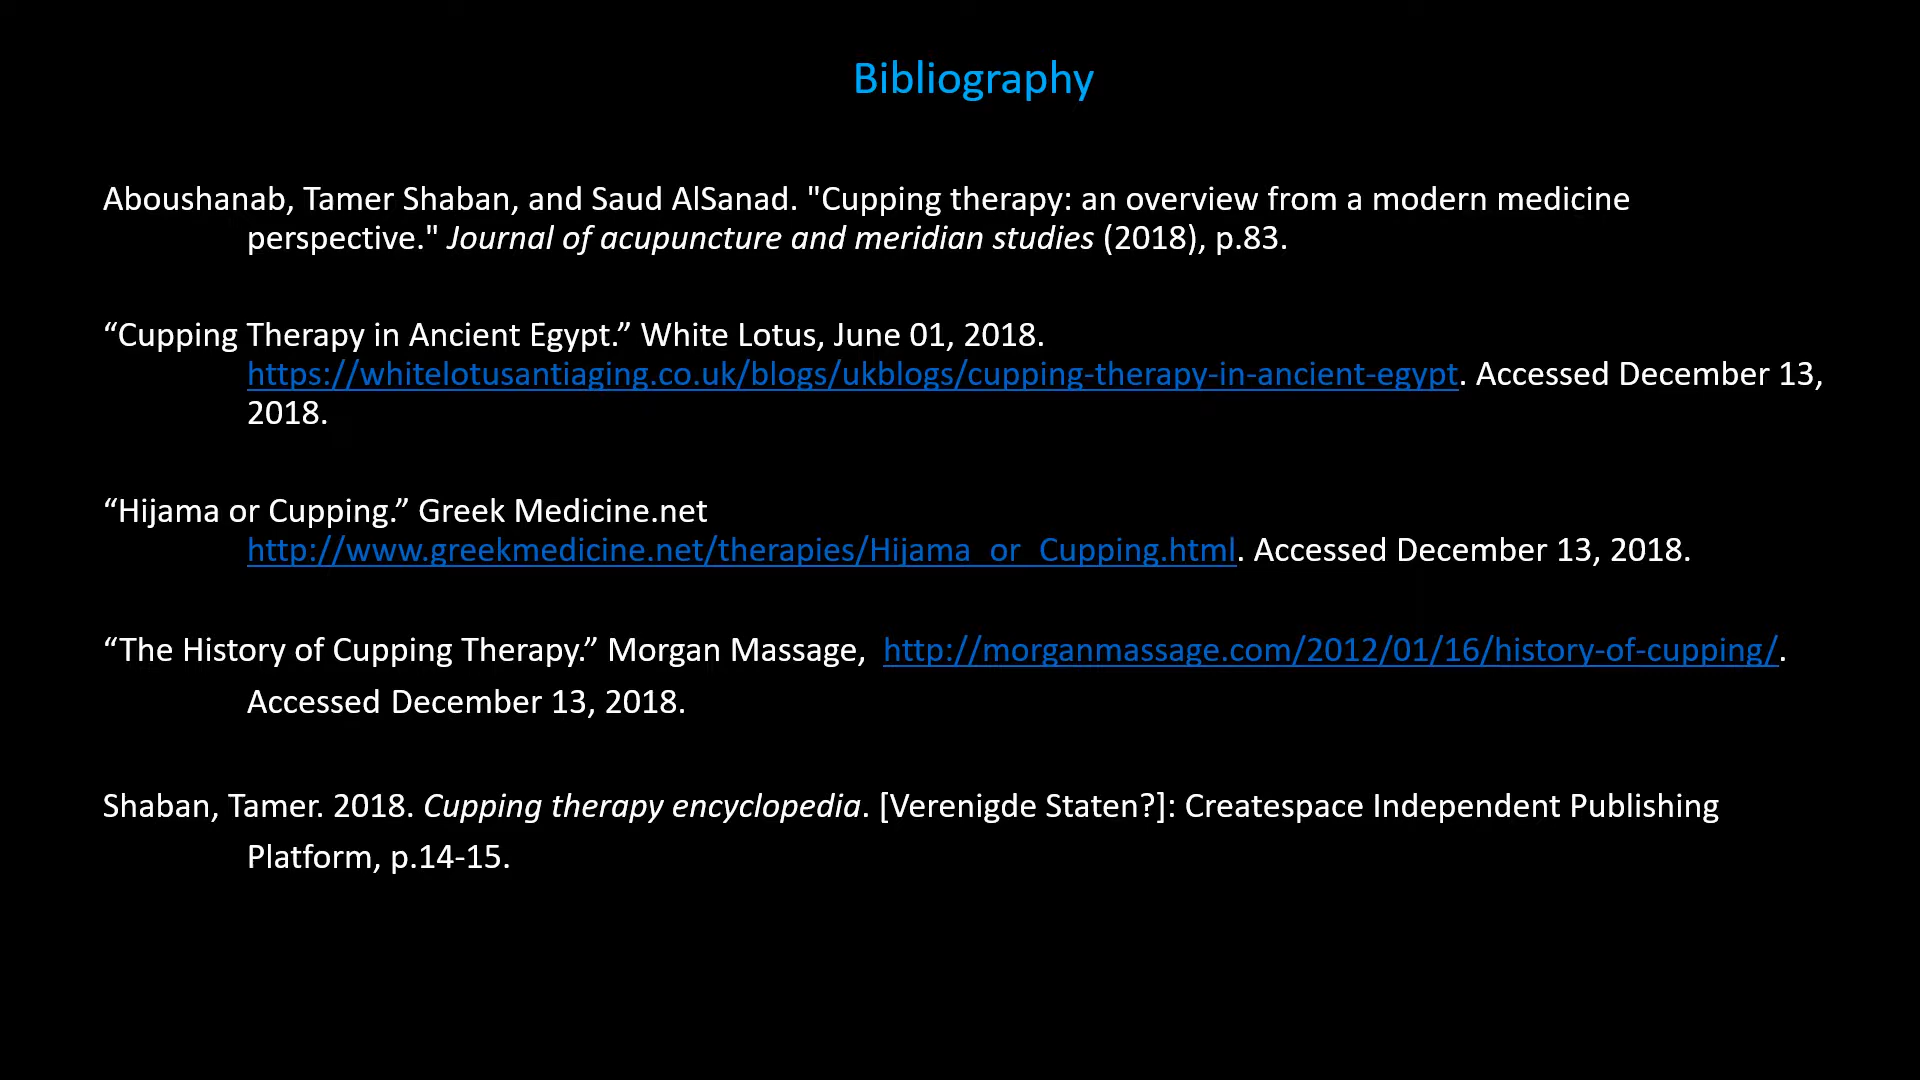 Bibliography
Aboushanab, Tamer Shaban, and Saud AlSanad. "Cupping therapy: an overview from a modern medicine
perspective." Journal of acupuncture and meridian studies (2018), p.83.
“Cupping Therapy in Ancient Egypt.” White Lotus, June 01, 2018.
https://whitelotusantiaging.co.uk/blogs/ukblogs/cupping-therapy-in-ancient-egypt. Accessed December 13,
2018.
“Hijama or Cupping.” Greek Medicine.net
http://www.greekmedicine.net/therapies/Hijama_or_Cupping.html. Accessed December 13, 2018.
“The History of Cupping Therapy.” Morgan Massage, http://morganmassage.com/2012/01/16/history-of-cupping/.
Accessed December 13, 2018.
Shaban, Tamer. 2018. Cupping therapy encyclopedia. [Verenigde Staten?]: Createspace Independent Publishing
Platform, p.14-15.